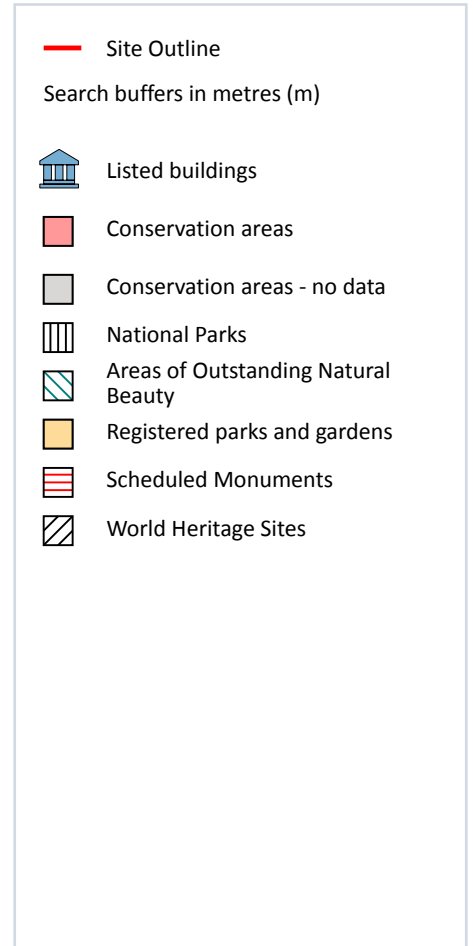 Site Outline
Search buffers in metres (m)
Listed buildings
Conservation areas
Conservation areas - no data
National Parks
Areas of Outstanding Natural
Beauty
Registered parks and gardens
Scheduled Monuments
World Heritage Sites